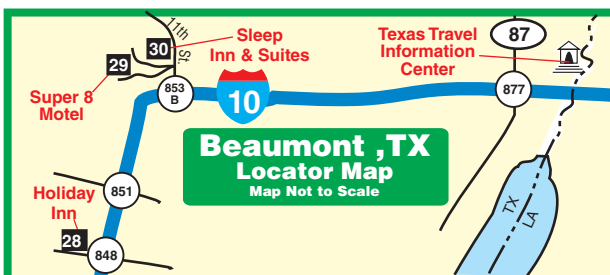 11th
St.
30
Sleep
Inn & Suites
29
Super 8
Motel
853
B
10
Texas Travel
Information
Center
87
877
Beaumont ,TX
Locator Map
Map Not to Scale
851
Holiday
Inn
28
848
TX
LA